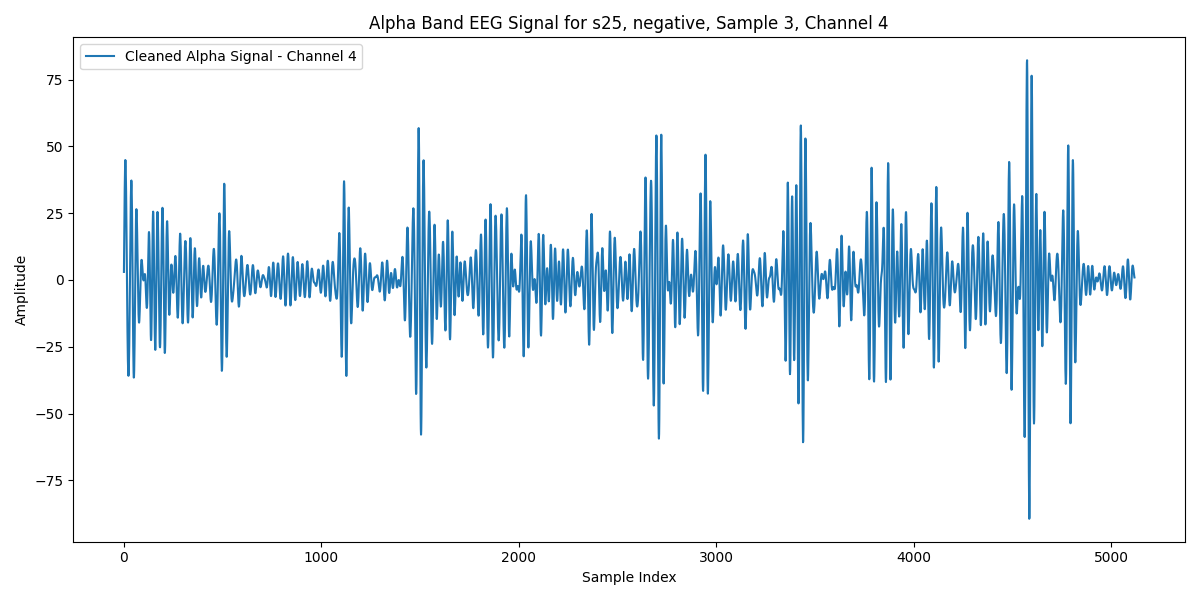 Alpha Band EEG Signal for s25, negative, Sample 3, Channel 4
Cleaned Alpha Signal - Channel 4
Amplitude
75
50
25
0
−25
−50
−75
0 1000 2000 3000 4000 5000
Sample Index